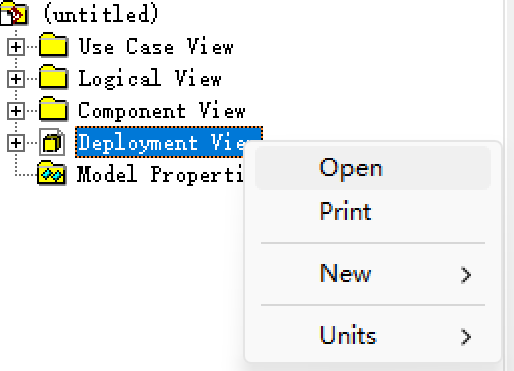 (untitled)
Use Case View
Logical View
Component View
Deployment Vie
Model Properti
Open
Print
New
Units